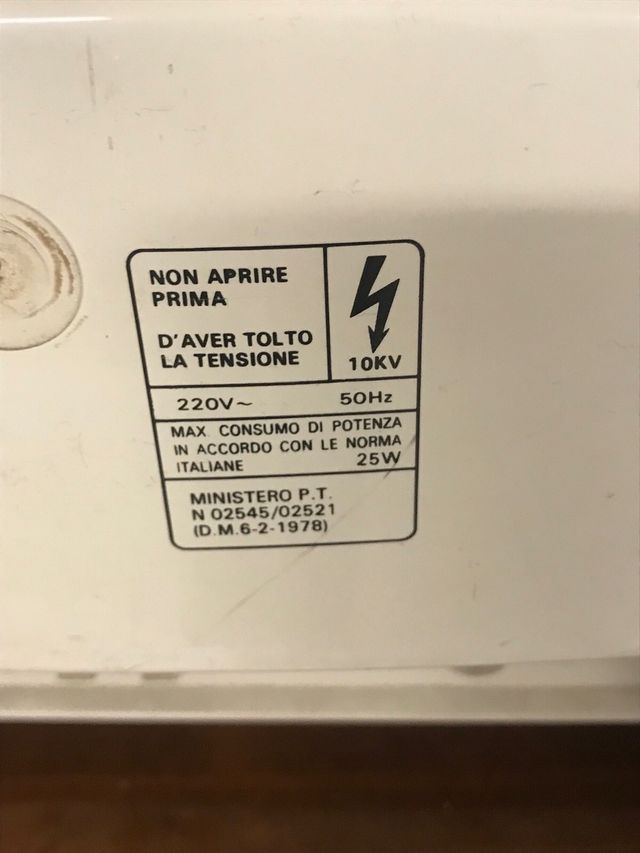 NON APRIRE
PRIMA
D'AVER TOLTO
LA TENSIONE
10KV
220V~ 50Hz
MAX. CONSUMO DI POTENZA
IN ACCORDO CON LE NORMA
ITALIANE 25W
MINISTERO P.T.
N 02545/02521
(D.M.6-2-1978)